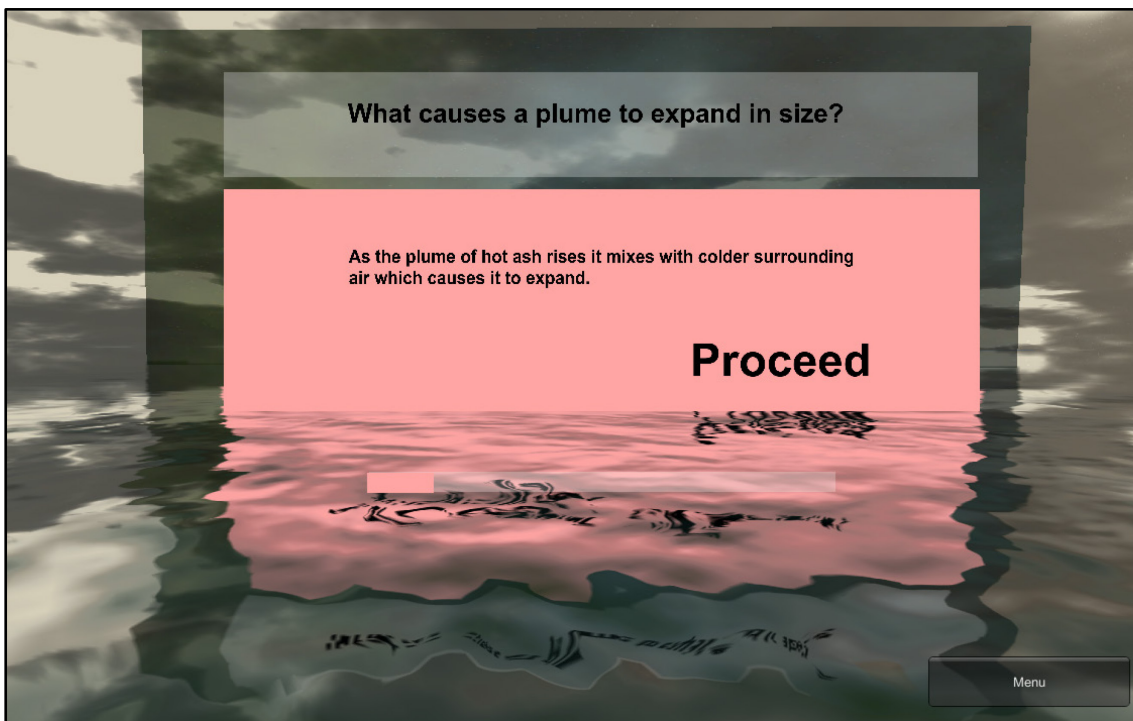 What causes a plume to expand in size?
As the plume of hot ash rises it mixes with colder surrounding
air which causes it to expand.
Proceed
Menu